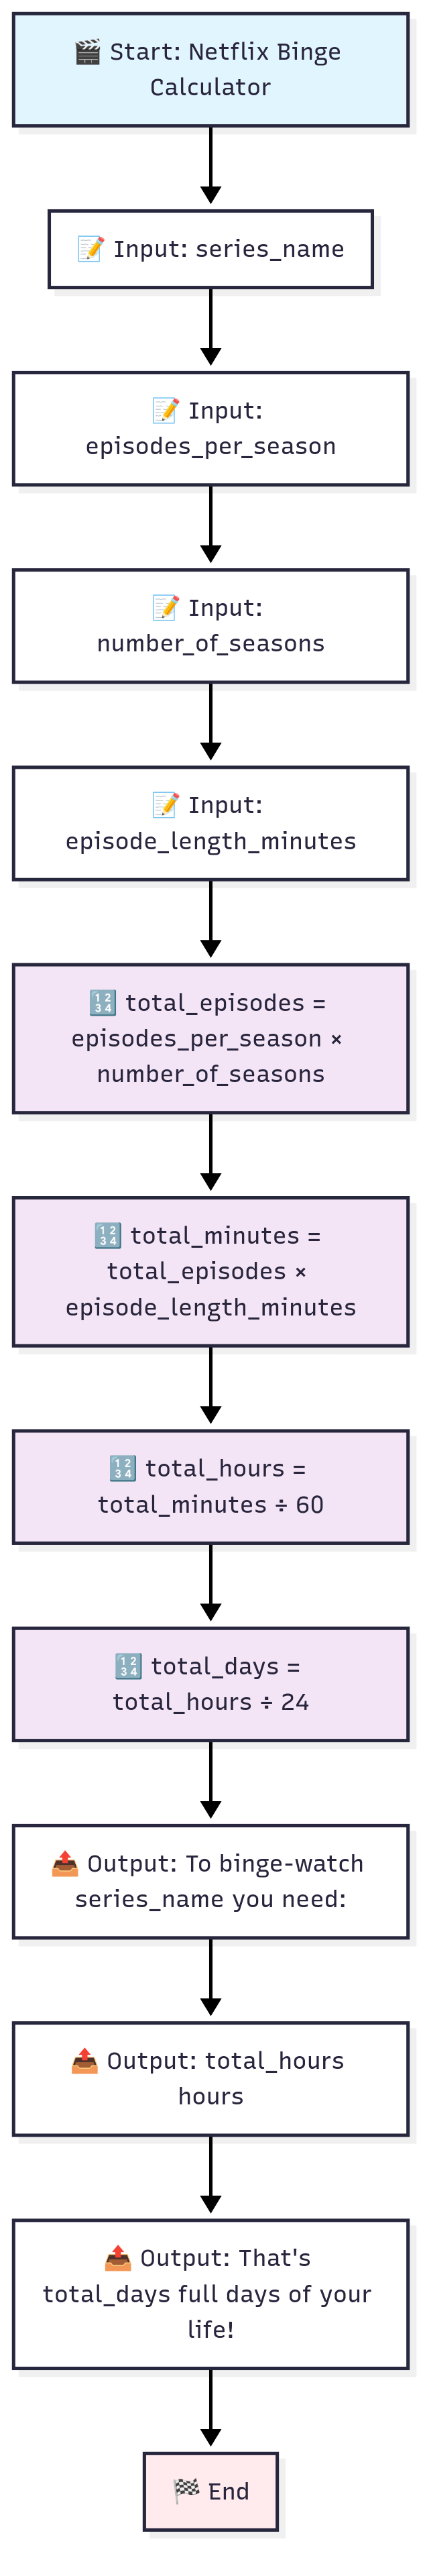 🎬 Start: Netflix Binge
Calculator
📝 Input: series_name
📝 Input:
episodes_per_season
📝 Input:
number_of_seasons
📝 Input:
episode_length_minutes
🔢 total_episodes =
episodes_per_season ×
number_of_seasons
🔢 total_minutes =
total_episodes ×
episode_length_minutes
🔢 total_hours =
total_minutes ÷ 60
🔢 total_days =
total_hours ÷ 24
📤 Output: To binge-watch
series_name you need:
📤 Output: total_hours
hours
📤 Output: That's
total_days full days of your
life!
🏁 End